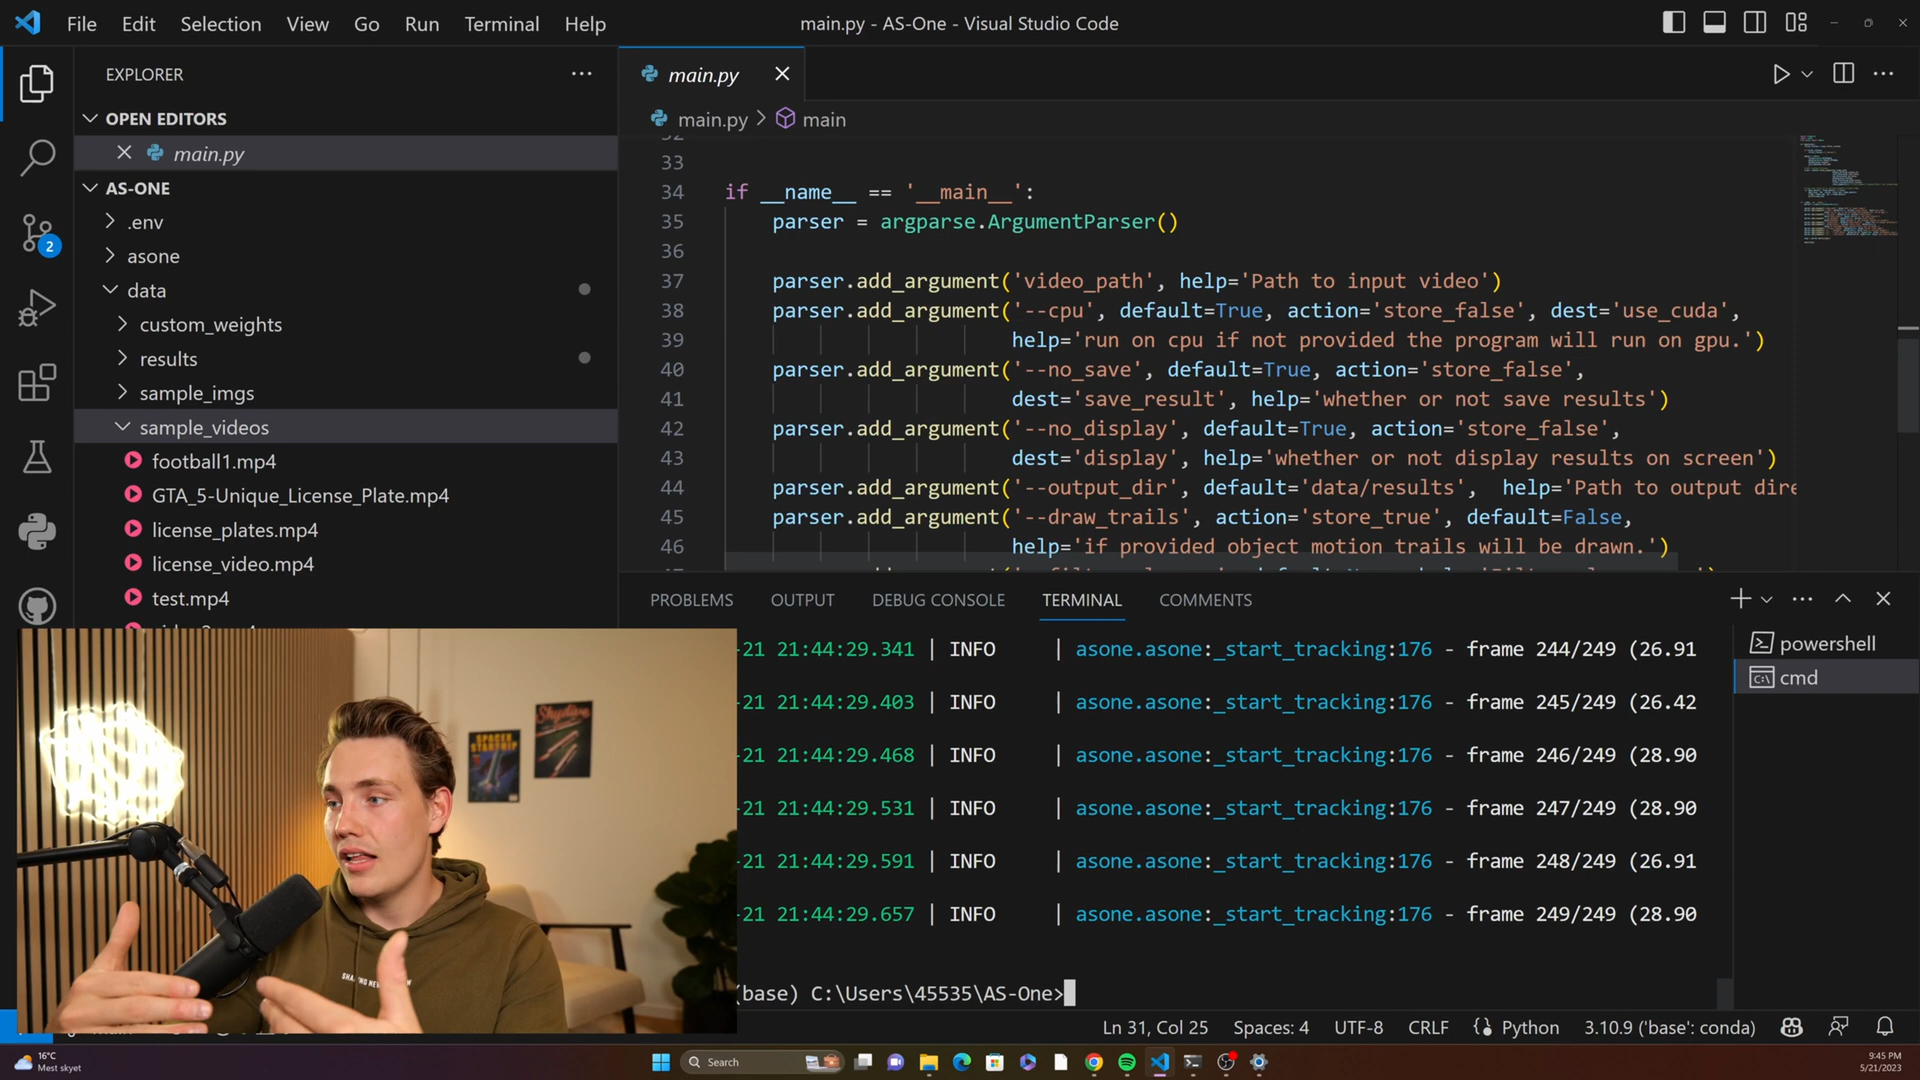 File Edit Selection View Go Run Terminal Help
main.py - AS-One - Visual Studio Code
EXPLORER
OPEN EDITORS
main.py
AS-ONE
.env
asone
data
custom_weights
results
sample_imgs
sample_videos
football1.mp4
GTA_5-Unique_License_Plate.mp4
license_plates.mp4
license_video.mp4
test.mp4
2
main.py
main.py > main
32
33
34 if __name__ == '__main__':
35 parser = argparse.ArgumentParser()
36
37 parser.add_argument('video_path', help='Path to input video')
38 parser.add_argument('--cpu', default=True, action='store_false', dest='use_cuda',
39 help='run on cpu if not provided the program will run on gpu.')
40 parser.add_argument('--no_save', default=True, action='store_false',
41 dest='save_result', help='whether or not save results')
42 parser.add_argument('--no_display', default=True, action='store_false',
43 dest='display', help='whether or not display results on screen')
44 parser.add_argument('--output_dir', default='data/results', help='Path to output dire
45 parser.add_argument('--draw_trails', action='store_true', default=False,
46 help='if provided object motion trails will be drawn.')
PROBLEMS OUTPUT DEBUG CONSOLE TERMINAL COMMENTS
-21 21:44:29.341 | INFO | asone.asone:_start_tracking:176 - frame 244/249 (26.91
-21 21:44:29.403 | INFO | asone.asone:_start_tracking:176 - frame 245/249 (26.42
-21 21:44:29.468 | INFO | asone.asone:_start_tracking:176 - frame 246/249 (28.90
-21 21:44:29.531 | INFO | asone.asone:_start_tracking:176 - frame 247/249 (28.90
-21 21:44:29.591 | INFO | asone.asone:_start_tracking:176 - frame 248/249 (26.91
-21 21:44:29.657 | INFO | asone.asone:_start_tracking:176 - frame 249/249 (28.90
(base) C:\Users\45535\AS-One>
powershell
cmd
Skydive
Ln 31, Col 25 Spaces: 4 UTF-8 CRLF Python 3.10.9 ('base': conda)
16°C
Mest skyet
Search
9:45 PM
5/21/2023